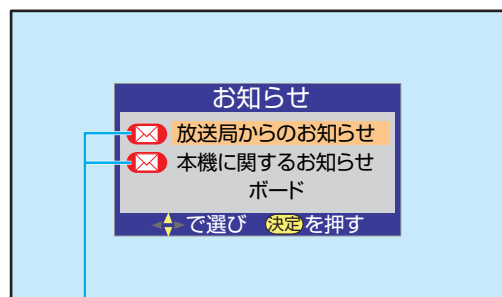 お知らせ
放送局からのお知らせ
本機に関するお知らせ
ボード
で選び 決定を押す